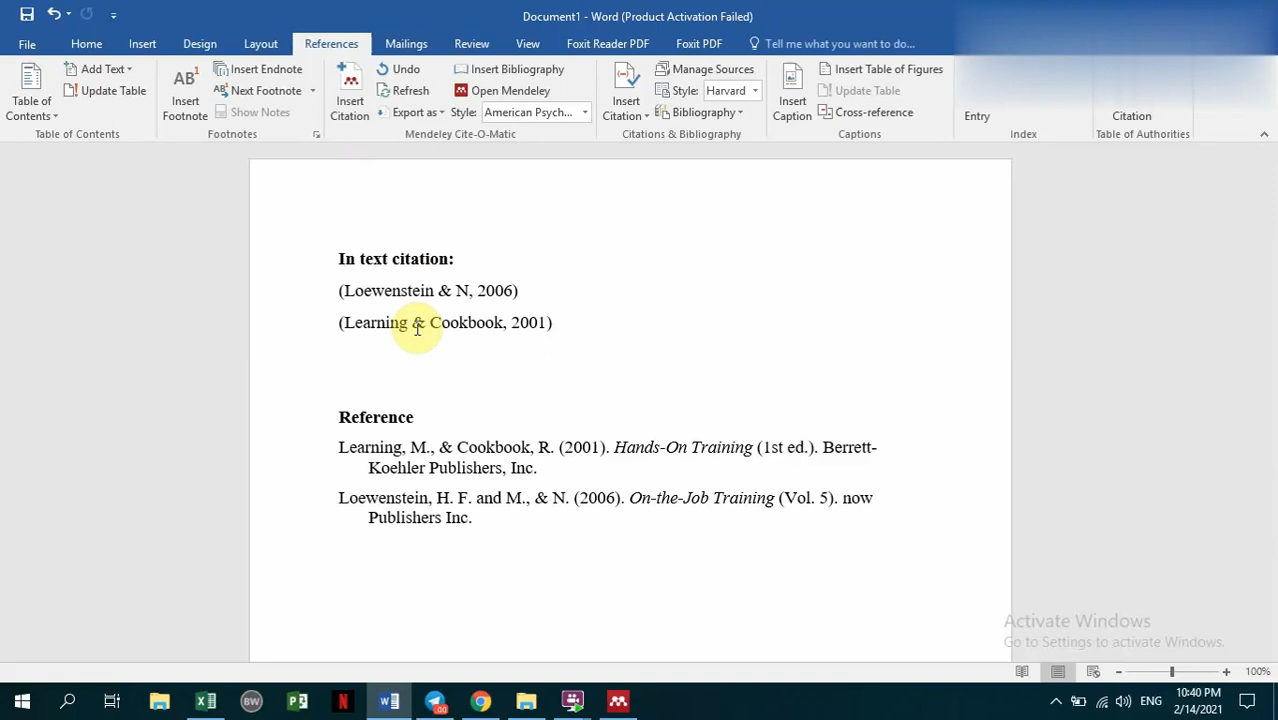 Document1 - Word (Product Activation Failed)
File Home Insert Design Layout References Mailings Review View Foxit Reader PDF Foxit PDF Tell me what you want to do...
Table of Contents
Add Text
Update Table
Table of Contents
AB1
Insert Footnote
Insert Endnote
Next Footnote
Show Notes
Footnotes
Insert Citation
Undo
Refresh
Export as
Insert Bibliography
Open Mendeley
Style: American Psych...
Mendeley Cite-O-Matic
Insert Citation
Manage Sources
Style: Harvard
Bibliography
Citations & Bibliography
Insert Caption
Insert Table of Figures
Update Table
Cross-reference
Captions
Entry
Index
Citation
Table of Authorities
In text citation:
(Loewenstein & N, 2006)
(Learning & Cookbook, 2001)
Reference
Learning, M., & Cookbook, R. (2001). Hands-On Training (1st ed.). Berrett-
Koehler Publishers, Inc.
Loewenstein, H. F. and M., & N. (2006). On-the-Job Training (Vol. 5). now
Publishers Inc.
Activate Windows
Go to Settings to activate Windows.
100%
ENG
10:40 PM
2/14/2021